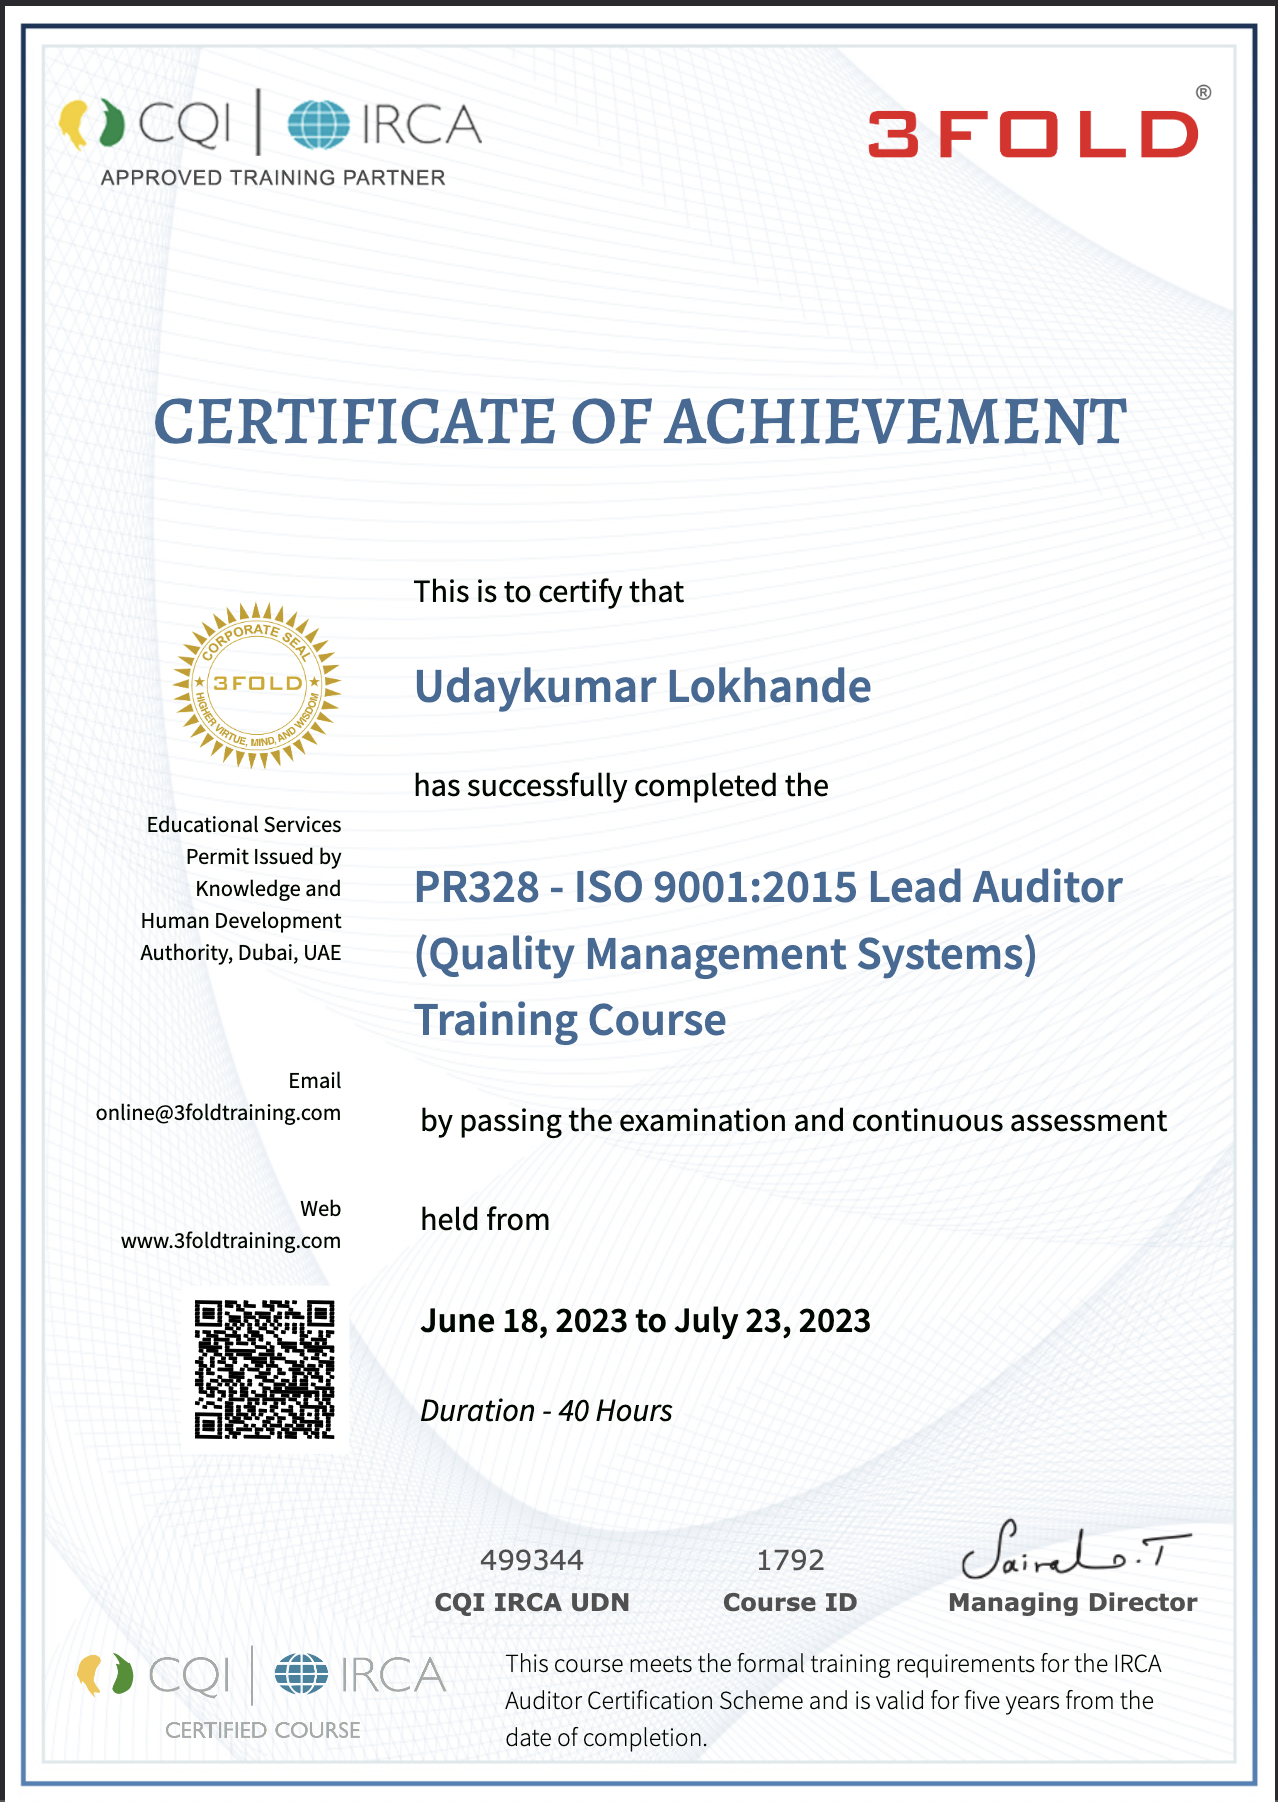 CQI | IRCA
APPROVED TRAINING PARTNER
3FOLD®
CERTIFICATE OF ACHIEVEMENT
This is to certify that
Udaykumar Lokhande
has successfully completed the
PR328 - ISO 9001:2015 Lead Auditor
(Quality Management Systems)
Training Course
by passing the examination and continuous assessment
held from
June 18, 2023 to July 23, 2023
Duration - 40 Hours
CORPORATE SEAL
★ 3FOLD ★
HIGHER VIRTUE, MIND, AND WISDOM
Educational Services
Permit Issued by
Knowledge and
Human Development
Authority, Dubai, UAE
Email
online@3foldtraining.com
Web
www.3foldtraining.com
499344
CQI IRCA UDN
1792
Course ID
Managing Director
CQI | IRCA
CERTIFIED COURSE
This course meets the formal training requirements for the IRCA
Auditor Certification Scheme and is valid for five years from the
date of completion.